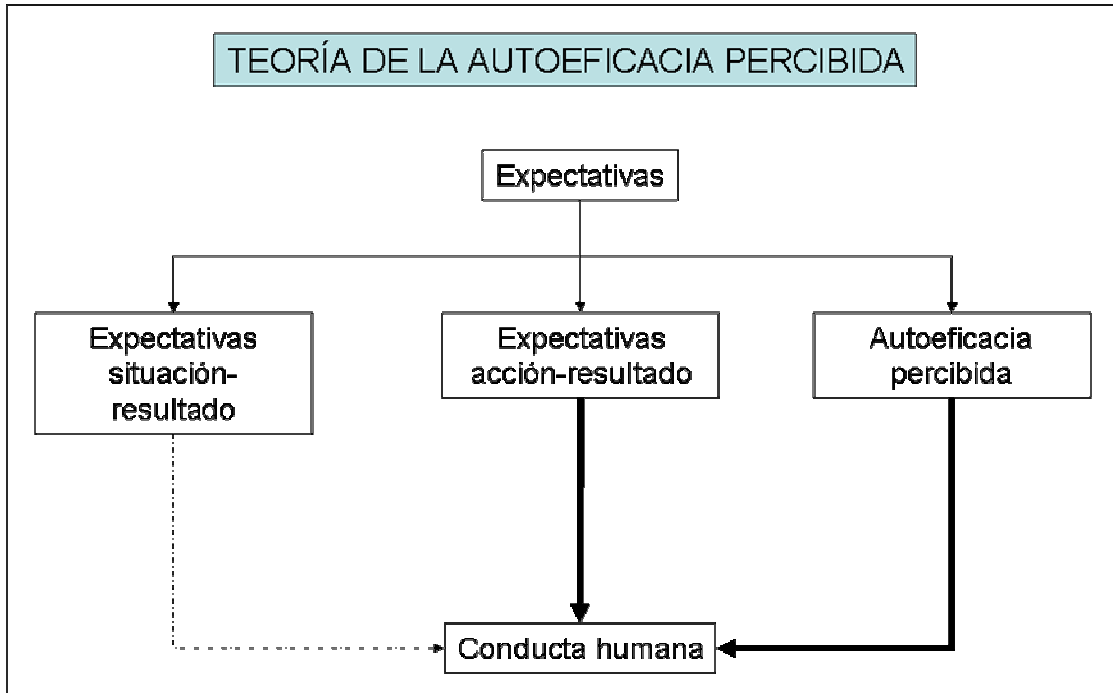 TEORÍA DE LA AUTOEFICACIA PERCIBIDA
Expectativas
Expectativas
situación-
resultado
Expectativas
acción-resultado
Autoeficacia
percibida
Conducta humana